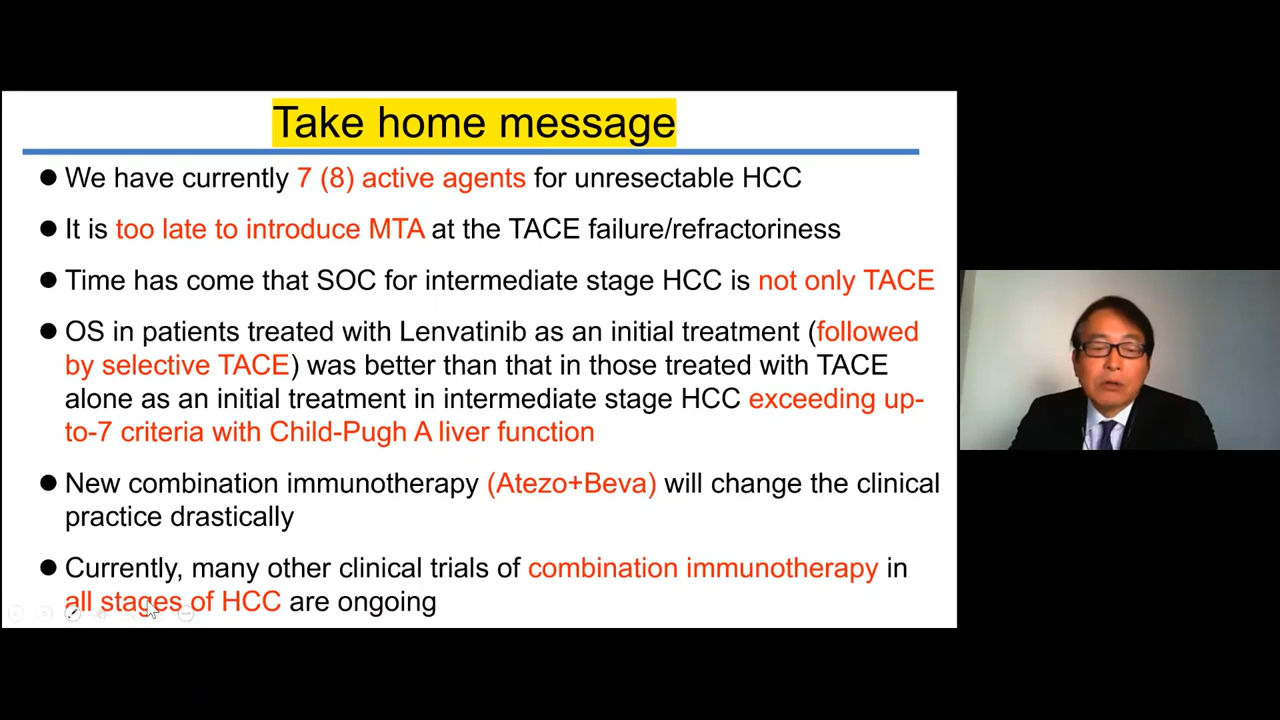 Take home message
● We have currently 7 (8) active agents for unresectable HCC
● It is too late to introduce MTA at the TACE failure/refractoriness
● Time has come that SOC for intermediate stage HCC is not only TACE
● OS in patients treated with Lenvatinib as an initial treatment (followed
by selective TACE) was better than that in those treated with TACE
alone as an initial treatment in intermediate stage HCC exceeding up-
to-7 criteria with Child-Pugh A liver function
● New combination immunotherapy (Atezo+Beva) will change the clinical
practice drastically
● Currently, many other clinical trials of combination immunotherapy in
all stages of HCC are ongoing